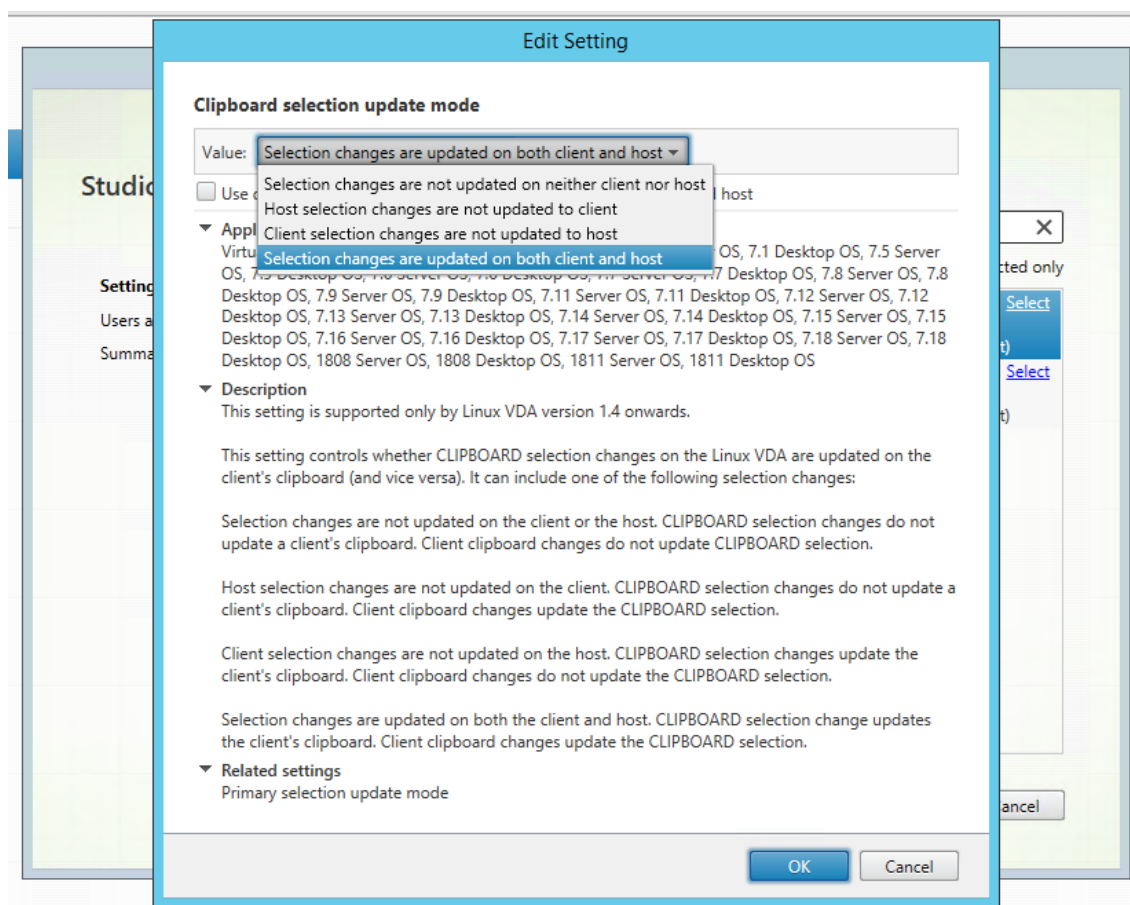 Edit Setting
Clipboard selection update mode
Value: Selection changes are updated on both client and host
Selection changes are not updated on neither client nor host
Host selection changes are not updated to client
Client selection changes are not updated to host
Selection changes are updated on both client and host
Use
host
Studio
Virtu
OS, 7.1 Desktop OS, 7.5 Server
OS,
7 Desktop OS, 7.8 Server OS, 7.8
Desktop OS, 7.9 Server OS, 7.9 Desktop OS, 7.11 Server OS, 7.11 Desktop OS, 7.12 Server OS, 7.12
Desktop OS, 7.13 Server OS, 7.13 Desktop OS, 7.14 Server OS, 7.14 Desktop OS, 7.15 Server OS, 7.15
Desktop OS, 7.16 Server OS, 7.16 Desktop OS, 7.17 Server OS, 7.17 Desktop OS, 7.18 Server OS, 7.18
Desktop OS, 1808 Server OS, 1808 Desktop OS, 1811 Server OS, 1811 Desktop OS
Description
This setting is supported only by Linux VDA version 1.4 onwards.
This setting controls whether CLIPBOARD selection changes on the Linux VDA are updated on the
client's clipboard (and vice versa). It can include one of the following selection changes:
Selection changes are not updated on the client or the host. CLIPBOARD selection changes do not
update a client's clipboard. Client clipboard changes do not update CLIPBOARD selection.
Host selection changes are not updated on the client. CLIPBOARD selection changes do not update a
client's clipboard. Client clipboard changes update the CLIPBOARD selection.
Client selection changes are not updated on the host. CLIPBOARD selection changes update the
client's clipboard. Client clipboard changes do not update the CLIPBOARD selection.
Selection changes are updated on both the client and host. CLIPBOARD selection change updates
the client's clipboard. Client clipboard changes update the CLIPBOARD selection.
Related settings
Primary selection update mode
OK
Cancel
Setting
Users a
Summa
cted only
Select
t)
Select
t)
ancel